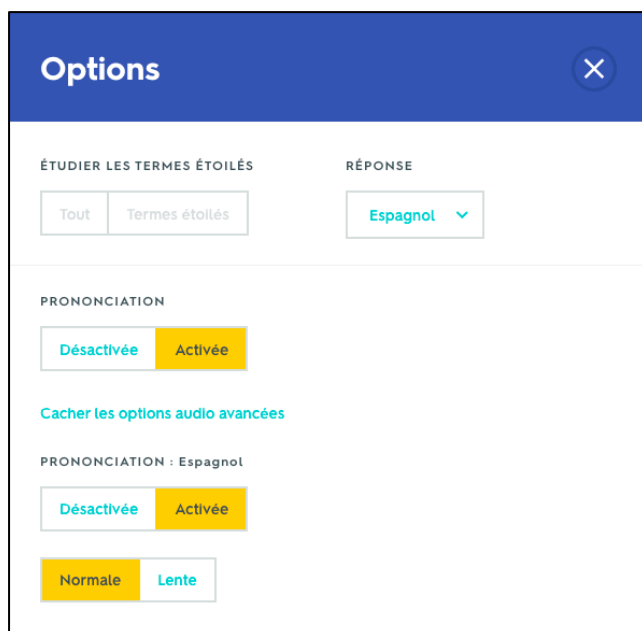 Options
ÉTUDIER LES TERMES ÉTOILÉS
Tout Termes étoilés
RÉPONSE
Espagnol
PRONONCIATION
Désactivée Activée
Cacher les options audio avancées
PRONONCIATION : Espagnol
Désactivée Activée
Normale Lente